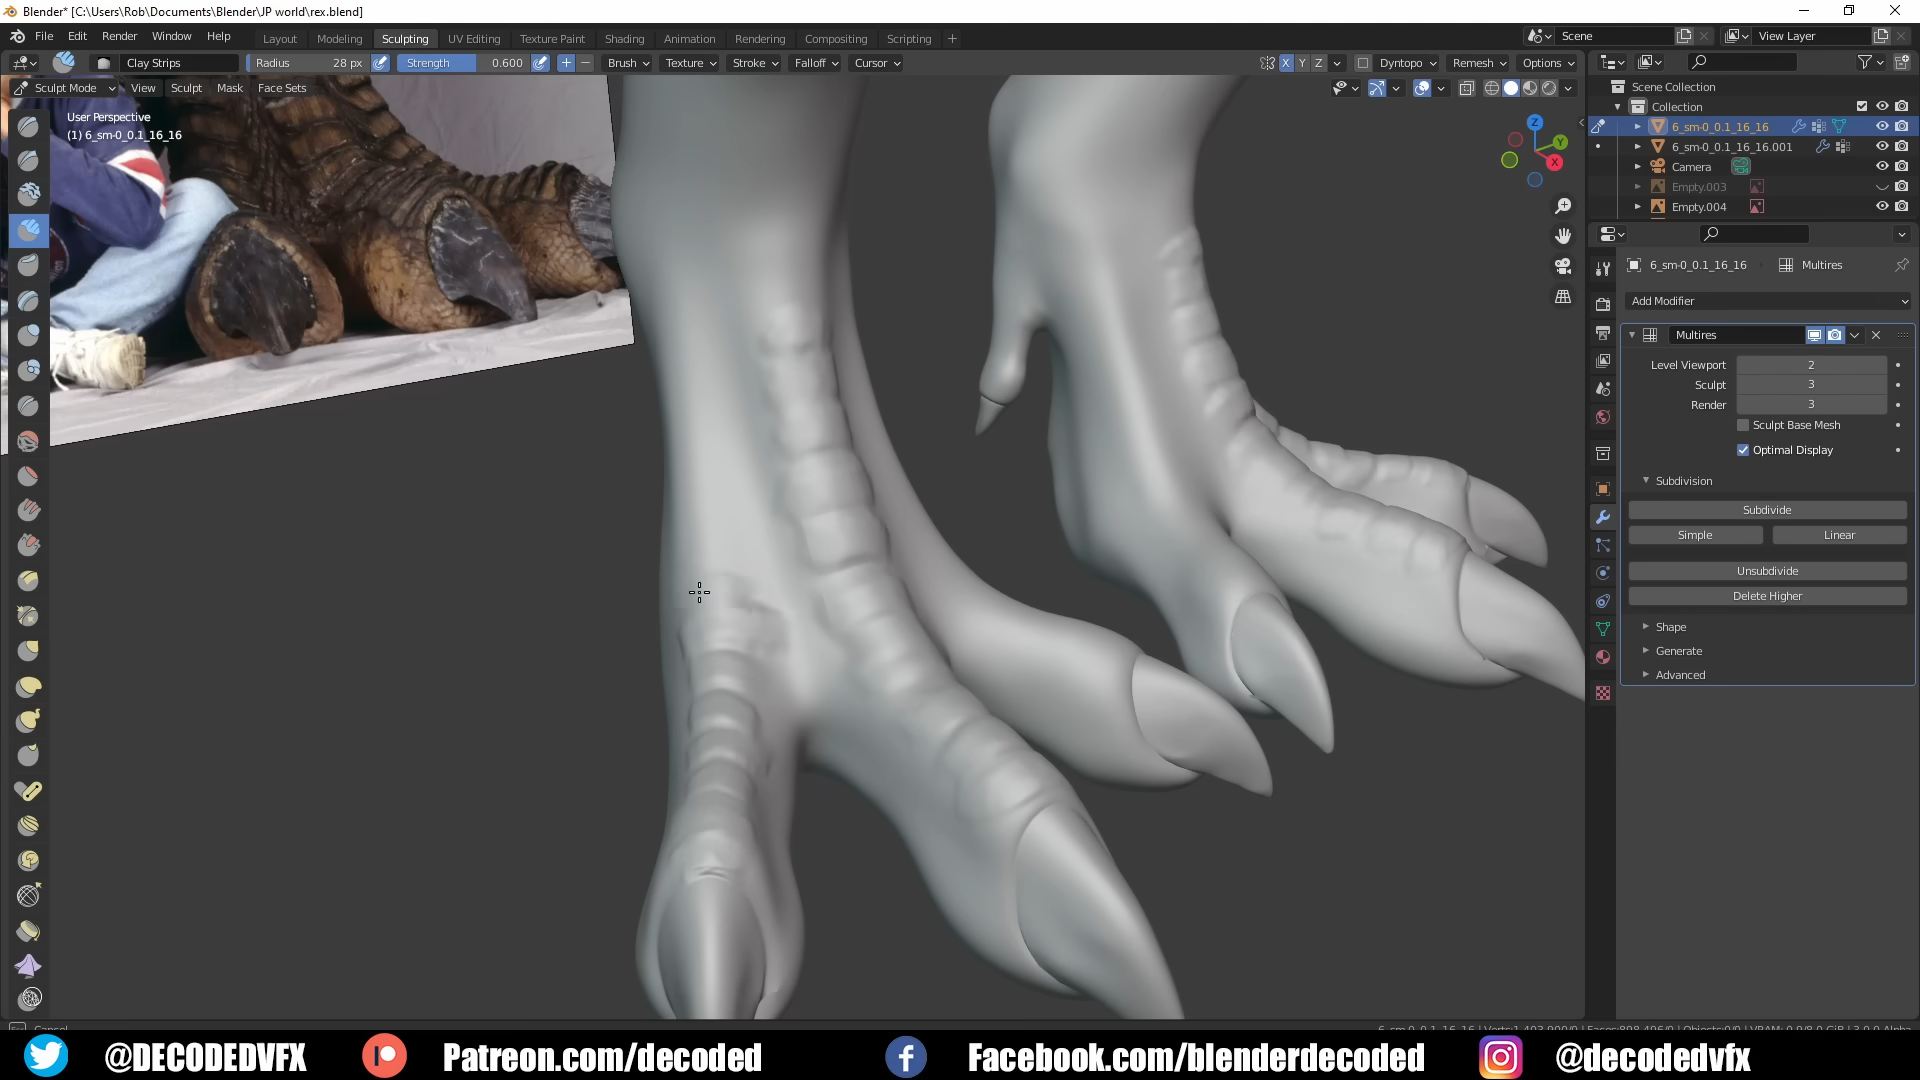 Blender* [C:\Users\Rob\Documents\Blender\JP world\rex.blend]
File Edit Render Window Help Layout Modeling Sculpting UV Editing Texture Paint Shading Animation Rendering Compositing Scripting + Scene View Layer
Clay Strips Radius 28 px Strength 0.600 Brush Texture Stroke Falloff Cursor X Y Z Dyntopo Remesh Options
Sculpt Mode View Sculpt Mask Face Sets
User Perspective
(1) 6_sm-0_0.1_16_16
Z
Y
X
Scene Collection
Collection
6_sm-0_0.1_16_16
6_sm-0_0.1_16_16.001
Camera
Empty.003
Empty.004
6_sm-0_0.1_16_16 Multires
Add Modifier
Multires
Level Viewport 2
Sculpt 3
Render 3
Sculpt Base Mesh
Optimal Display
Subdivision
Subdivide
Simple Linear
Unsubdivide
Delete Higher
Shape
Generate
Advanced
@DECODEDVFX Patreon.com/decoded Facebook.com/blenderdecoded @decodedvfx